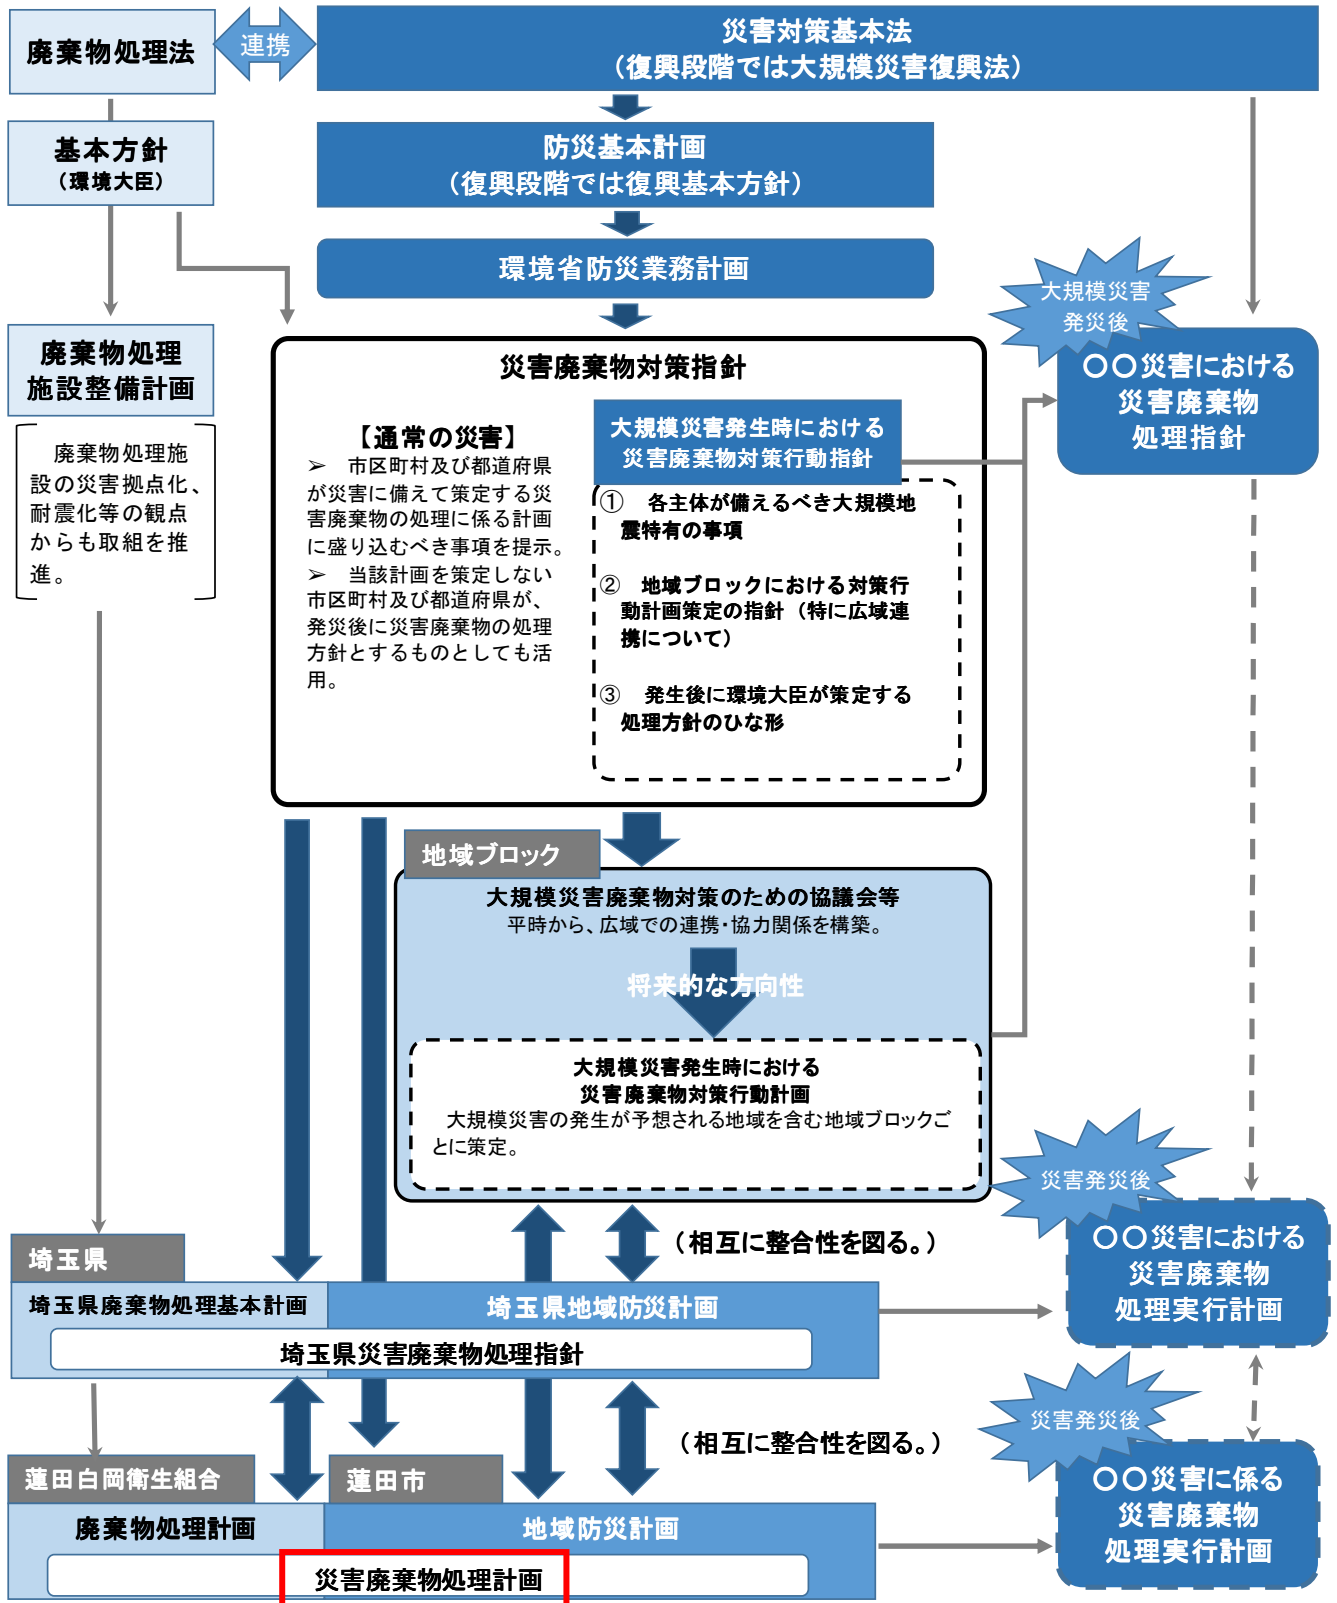 廃棄物処理法
連携
災害対策基本法
（復興段階では大規模災害復興法）
基本方針
（環境大臣）
防災基本計画
（復興段階では復興基本方針）
環境省防災業務計画
大規模災害
発災後
〇〇災害における
災害廃棄物
処理指針
廃棄物処理
施設整備計画
廃棄物処理施
設の災害拠点化、
耐震化等の観点
からも取組を推
進。
災害廃棄物対策指針
【通常の災害】
➢ 市区町村及び都道府県
が災害に備えて策定する災
害廃棄物の処理に係る計画
に盛り込むべき事項を提示。
➢ 当該計画を策定しない
市区町村及び都道府県が、
発災後に災害廃棄物の処理
方針とするものとしても活
用。
大規模災害発生時における
災害廃棄物対策行動指針
① 各主体が備えるべき大規模地
震特有の事項
② 地域ブロックにおける対策行
動計画策定の指針（特に広域連
携について）
③ 発生後に環境大臣が策定する
処理方針のひな形
地域ブロック
大規模災害廃棄物対策のための協議会等
平時から、広域での連携・協力関係を構築。
将来的な方向性
大規模災害発生時における
災害廃棄物対策行動計画
大規模災害の発生が予想される地域を含む地域ブロックご
とに策定。
災害発災後
〇〇災害における
災害廃棄物
処理実行計画
（相互に整合性を図る。）
埼玉県
埼玉県廃棄物処理基本計画
埼玉県地域防災計画
埼玉県災害廃棄物処理指針
（相互に整合性を図る。）
災害発災後
〇〇災害に係る
災害廃棄物
処理実行計画
蓮田白岡衛生組合
蓮田市
廃棄物処理計画
地域防災計画
災害廃棄物処理計画